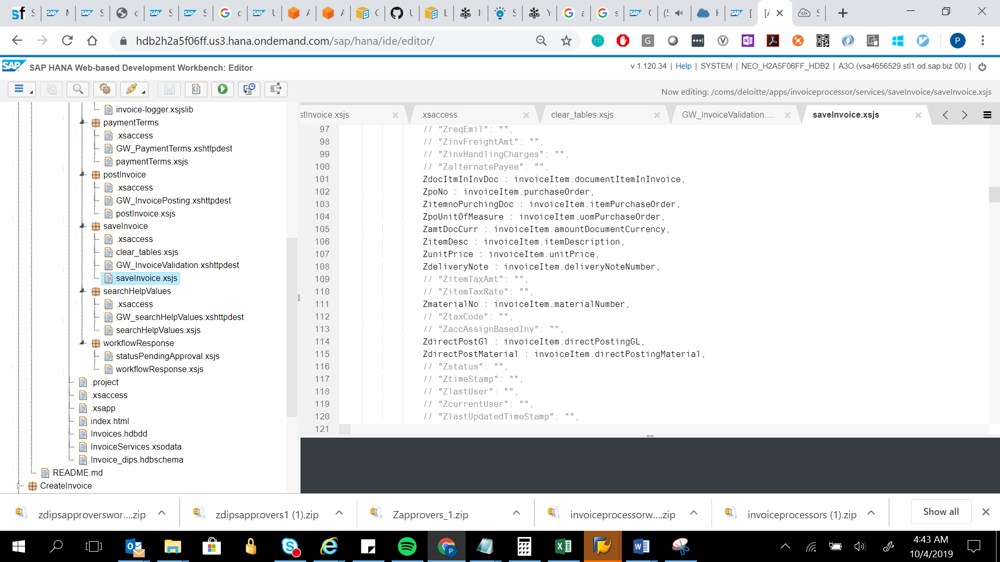 hdb2h2a5f06ff.us3.hana.ondemand.com/sap/hana/ide/editor/
SAP HANA Web-based Development Workbench: Editor
v 1.120.34 | Help | SYSTEM | NEO_H2A5F06FF_HDB2 | A3O (vsa4656529.stl1.od.sap.biz 00) |
Now editing: /coms/deloitte/apps/invoiceprocessor/services/saveInvoice/saveInvoice.xsjs
invoice-logger.xsjslib
paymentTerms
.xsaccess
GW_PaymentTerms.xshttpdest
paymentTerms.xsjs
postInvoice
.xsaccess
GW_InvoicePosting.xshttpdest
postInvoice.xsjs
saveInvoice
.xsaccess
clear_tables.xsjs
GW_InvoiceValidation.xshttpdest
saveInvoice.xsjs
searchHelpValues
.xsaccess
GW_searchHelpValues.xshttpdest
searchHelpValues.xsjs
workflowResponse
statusPendingApproval.xsjs
workflowResponse.xsjs
.project
.xsaccess
.xsapp
index.html
Invoices.hdbdd
InvoiceServices.xsodata
Invoice_dips.hdbschema
README.md
CreateInvoice
stInvoice.xsjs
.xsaccess
clear_tables.xsjs
GW_InvoiceValidation....
saveInvoice.xsjs
97 // "ZreqEmil": "",
98 // "ZinvFreightAmt": "",
99 // "ZinvHandlingCharges": "",
100 // "ZalternatePayee": "",
101 ZdocItmInInvDoc : invoiceItem.documentItemInInvoice,
102 ZpoNo : invoiceItem.purchaseOrder,
103 ZitemnoPurchingDoc : invoiceItem.itemPurchaseOrder,
104 ZpoUnitOfMeasure : invoiceItem.uomPurchaseOrder,
105 ZamtDocCurr : invoiceItem.amountDocumentCurrency,
106 ZitemDesc : invoiceItem.itemDescription,
107 ZunitPrice : invoiceItem.unitPrice,
108 ZdeliveryNote : invoiceItem.deliveryNoteNumber,
109 // "ZitemTaxAmt": "",
110 // "ZitemTaxRate": "",
111 ZmaterialNo : invoiceItem.materialNumber,
112 // "ZtaxCode": "",
113 // "ZaccAssignBasedInv": "",
114 ZdirectPostGl : invoiceItem.directPostingGL,
115 ZdirectPostMaterial : invoiceItem.directPostingMaterial,
116 // "Zstatus": "",
117 // "ZtimeStamp": "",
118 // "ZlastUser": "",
119 // "ZcurrentUser": "",
120 // "ZlastUpdatedTimeStamp": "",
121
zdipsapproverswor....zip
zdipsapprovers1 (1).zip
Zapprovers_1.zip
invoiceprocessorw....zip
invoiceprocessors (1).zip
Show all
4:43 AM
10/4/2019